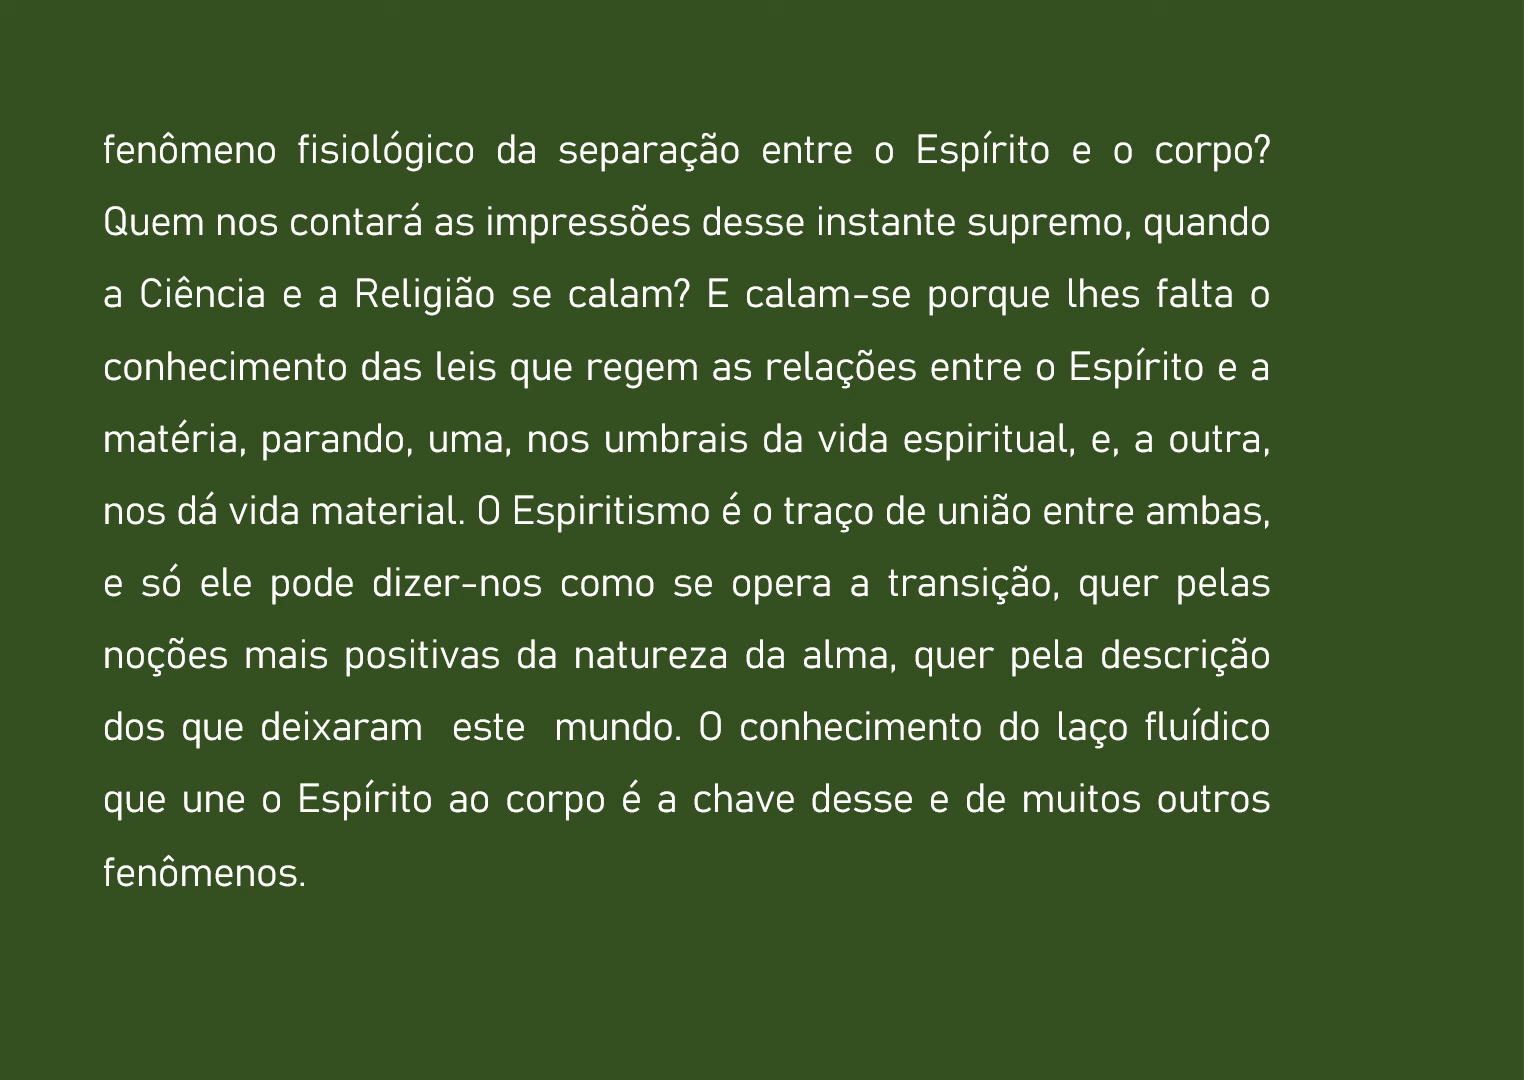 fenômeno fisiológico da separação entre o Espírito e o corpo?
Quem nos contará as impressões desse instante supremo, quando
a Ciência e a Religião se calam? E calam-se porque lhes falta o
conhecimento das leis que regem as relações entre o Espírito e a
matéria, parando, uma, nos umbrais da vida espiritual, e, a outra,
nos dá vida material. O Espiritismo é o traço de união entre ambas,
e só ele pode dizer-nos como se opera a transição, quer pelas
noções mais positivas da natureza da alma, quer pela descrição
dos que deixaram este mundo. O conhecimento do laço fluídico
que une o Espírito ao corpo é a chave desse e de muitos outros
fenômenos.